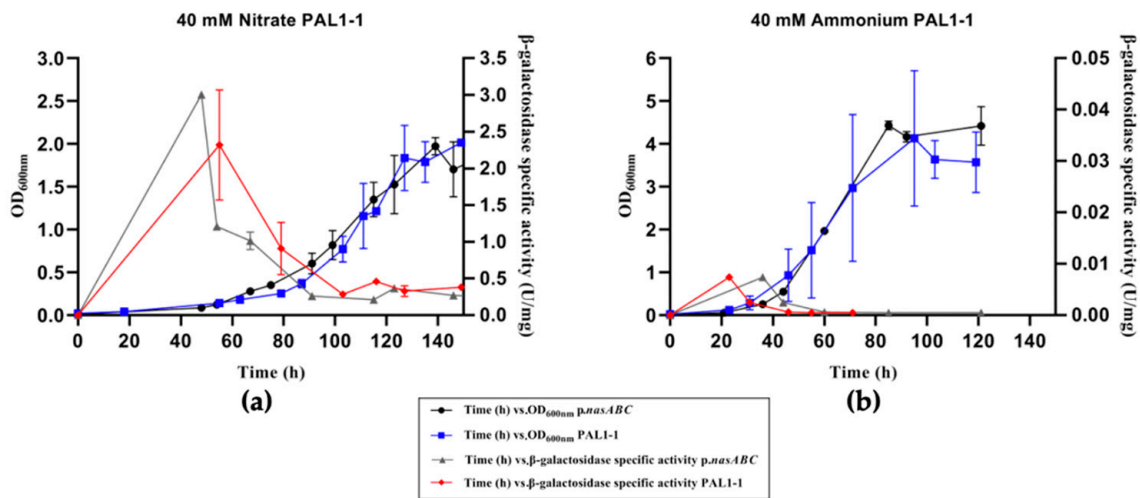 40 mM Nitrate PAL1-1
3.0
2.5
2.0
1.5
1.0
0.5
0.0
OD600nm
3.5
3.0
2.5
2.0
1.5
1.0
0.5
0.0
β-galactosidase specific activity (U/mg)
0 20 40 60 80 100 120 140
Time (h)
(a)
40 mM Ammonium PAL1-1
6
5
4
3
2
1
0
OD600nm
0.05
0.04
0.03
0.02
0.01
0.00
β-galactosidase specific activity (U/mg)
0 20 40 60 80 100 120 140
Time (h)
(b)
Time (h) vs.OD600nm p.nasABC
Time (h) vs.OD600nm PAL1-1
Time (h) vs.β-galactosidase specific activity p.nasABC
Time (h) vs.β-galactosidase specific activity PAL1-1